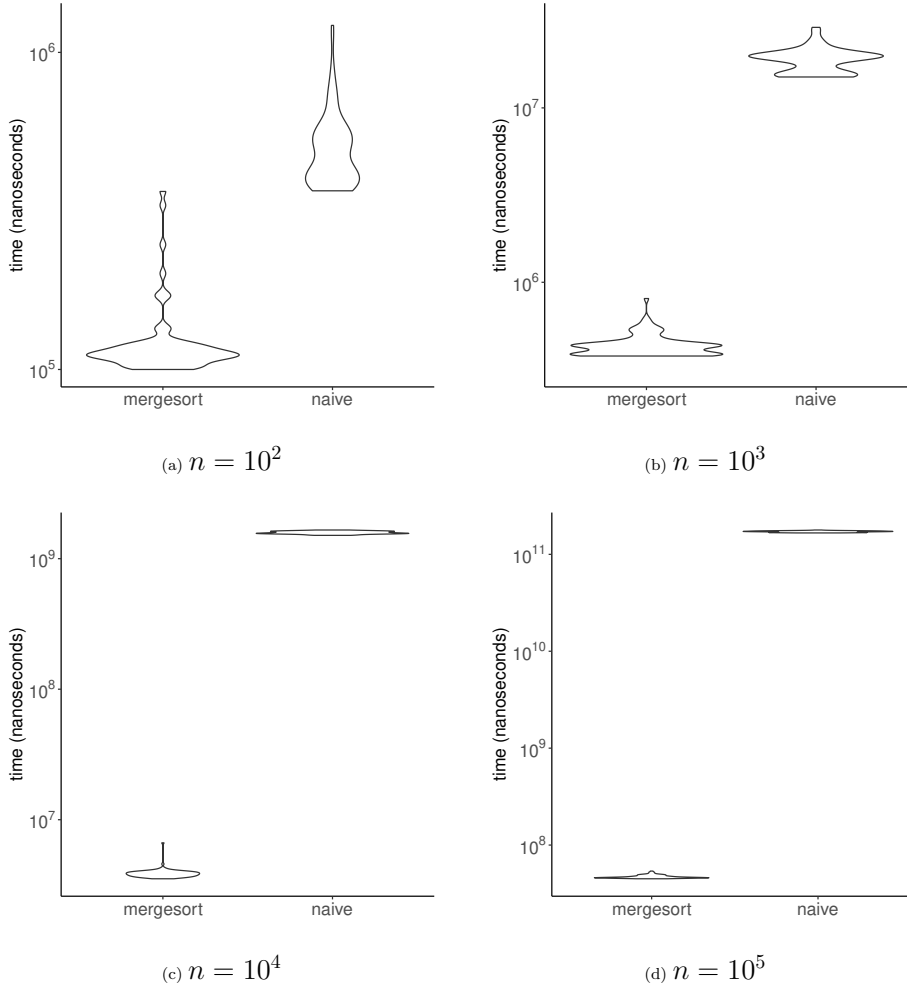 10^6
10^5
time (nanoseconds)
mergesort naive
(a) n = 10^2
10^7
10^6
time (nanoseconds)
mergesort naive
(b) n = 10^3
10^9
10^8
10^7
time (nanoseconds)
mergesort naive
(c) n = 10^4
10^11
10^10
10^9
10^8
time (nanoseconds)
mergesort naive
(d) n = 10^5